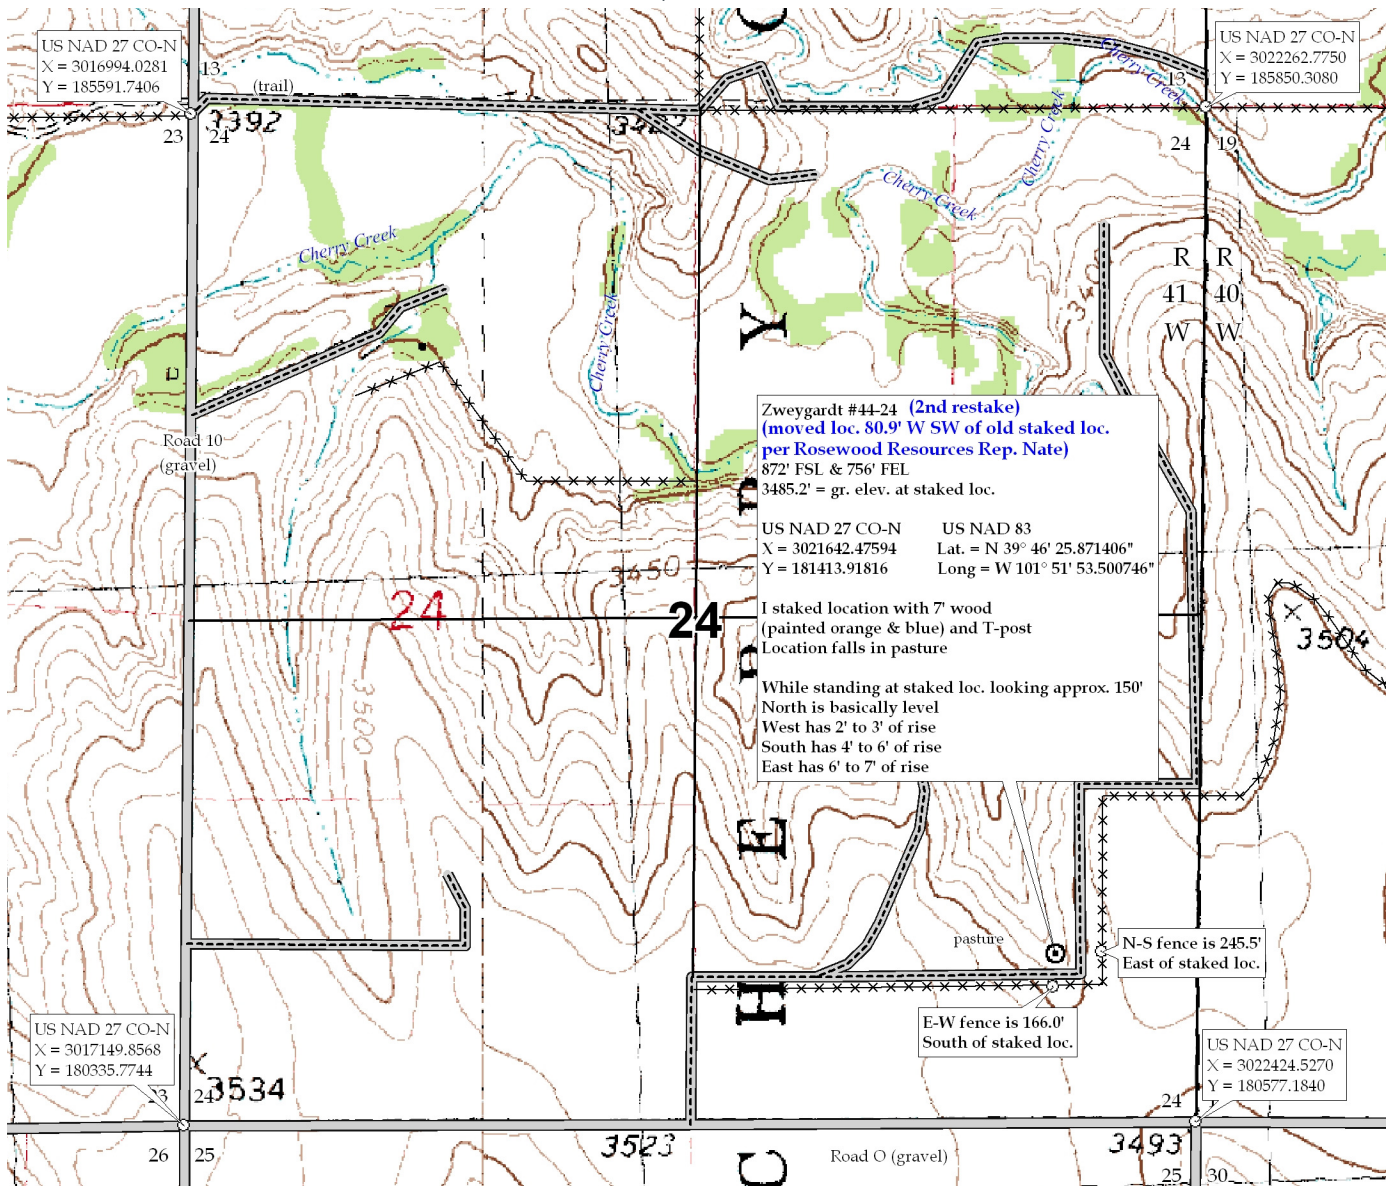 US NAD 27 CO-N
X = 3016994.0281
Y = 185591.7406
US NAD 27 CO-N
X = 3022262.7750
Y = 185850.3080
13
(trail)
13
3392
3427
23
24
24
19
Cherry Creek
Cherry Creek
Cherry Creek
Cherry Creek
Cherry Creek
R
41
W
R
40
W
Road 10
(gravel)
Zweygardt #44-24 (2nd restake)
(moved loc. 80.9' W SW of old staked loc.
per Rosewood Resources Rep. Nate)
872' FSL & 756' FEL
3485.2' = gr. elev. at staked loc.
US NAD 27 CO-N US NAD 83
X = 3021642.47594 Lat. = N 39° 46' 25.871406"
Y = 181413.91816 Long = W 101° 51' 53.500746"
I staked location with 7' wood
(painted orange & blue) and T-post
Location falls in pasture
While standing at staked loc. looking approx. 150'
North is basically level
West has 2' to 3' of rise
South has 4' to 6' of rise
East has 6' to 7' of rise
3450
24
24
3504
3500
Y
E
H
C
pasture
N-S fence is 245.5'
East of staked loc.
E-W fence is 166.0'
South of staked loc.
US NAD 27 CO-N
X = 3017149.8568
Y = 180335.7744
US NAD 27 CO-N
X = 3022424.5270
Y = 180577.1840
23
24
3534
24
26
25
3523
Road O (gravel)
3493
25
30